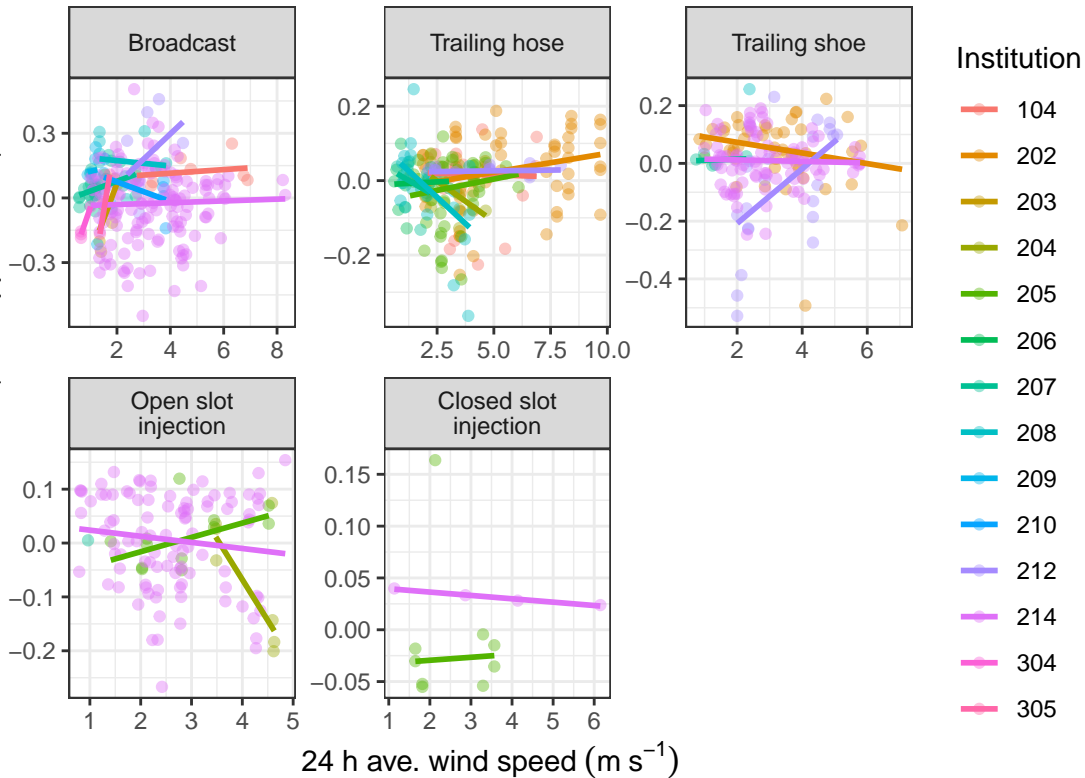 Broadcast
Trailing hose
Trailing shoe
Institution
0.3
0.0
−0.3
2 4 6 8
0.2
0.0
−0.2
2.5 5.0 7.5 10.0
0.2
0.0
−0.2
−0.4
2 4 6
Open slot
injection
Closed slot
injection
0.1
0.0
−0.1
−0.2
1 2 3 4 5
0.15
0.10
0.05
0.00
−0.05
1 2 3 4 5 6
24 h ave. wind speed (m s⁻¹)
104
202
203
204
205
206
207
208
209
210
212
214
304
305